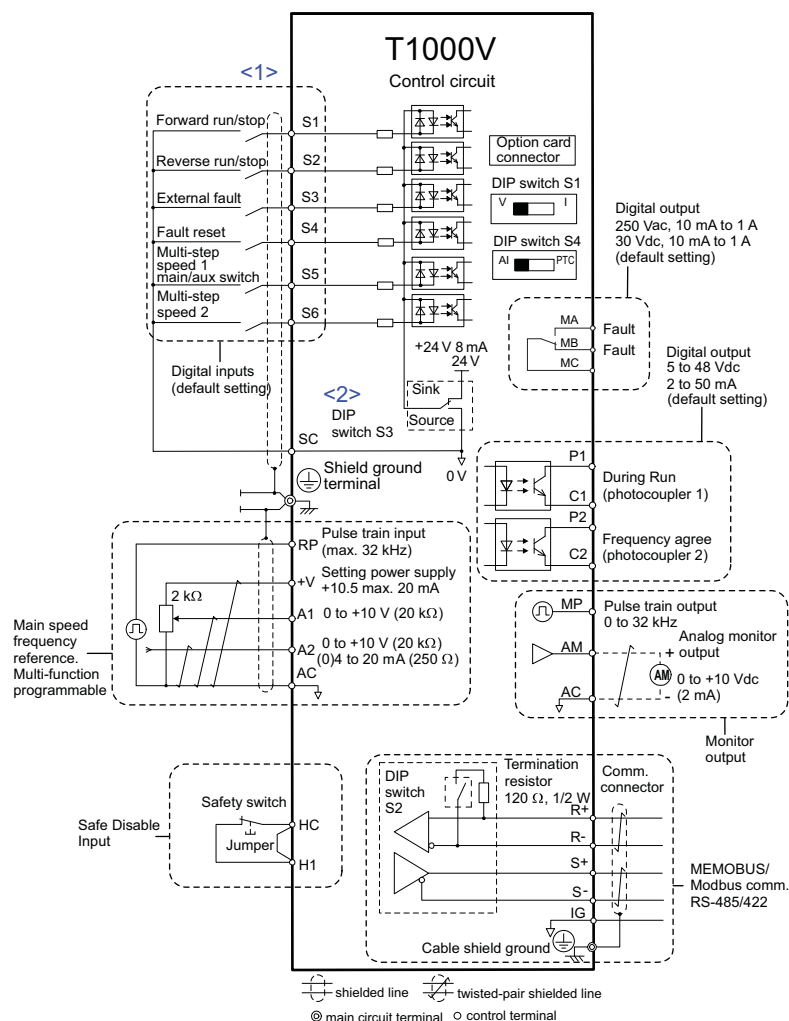 T1000V
Control circuit
<1>
Forward run/stop
S1
Reverse run/stop
S2
External fault
S3
Fault reset
S4
Multi-step
speed 1
main/aux switch
S5
Multi-step
speed 2
S6
Digital inputs
(default setting)
Option card
connector
DIP switch S1
V
I
DIP switch S4
AI
PTC
+24 V 8 mA
24 V
Sink
Source
0 V
<2>
DIP
switch S3
SC
Shield ground
terminal
Digital output
250 Vac, 10 mA to 1 A
30 Vdc, 10 mA to 1 A
(default setting)
MA
Fault
MB
Fault
MC
Digital output
5 to 48 Vdc
2 to 50 mA
(default setting)
P1
During Run
(photocoupler 1)
C1
P2
Frequency agree
(photocoupler 2)
C2
RP
Pulse train input
(max. 32 kHz)
+V
Setting power supply
+10.5 max. 20 mA
2 kΩ
A1
0 to +10 V (20 kΩ)
A2
0 to +10 V (20 kΩ)
(0)4 to 20 mA (250 Ω)
AC
Main speed
frequency
reference.
Multi-function
programmable
MP
Pulse train output
0 to 32 kHz
AM
+
Analog monitor
output
AM
0 to +10 Vdc
(2 mA)
AC
-
Monitor
output
Safe Disable
Input
Safety switch
Jumper
HC
H1
DIP
switch
S2
Termination
resistor
120 Ω, 1/2 W
Comm.
connector
R+
R-
S+
S-
IG
Cable shield ground
MEMOBUS/
Modbus comm.
RS-485/422
shielded line
twisted-pair shielded line
main circuit terminal
control terminal